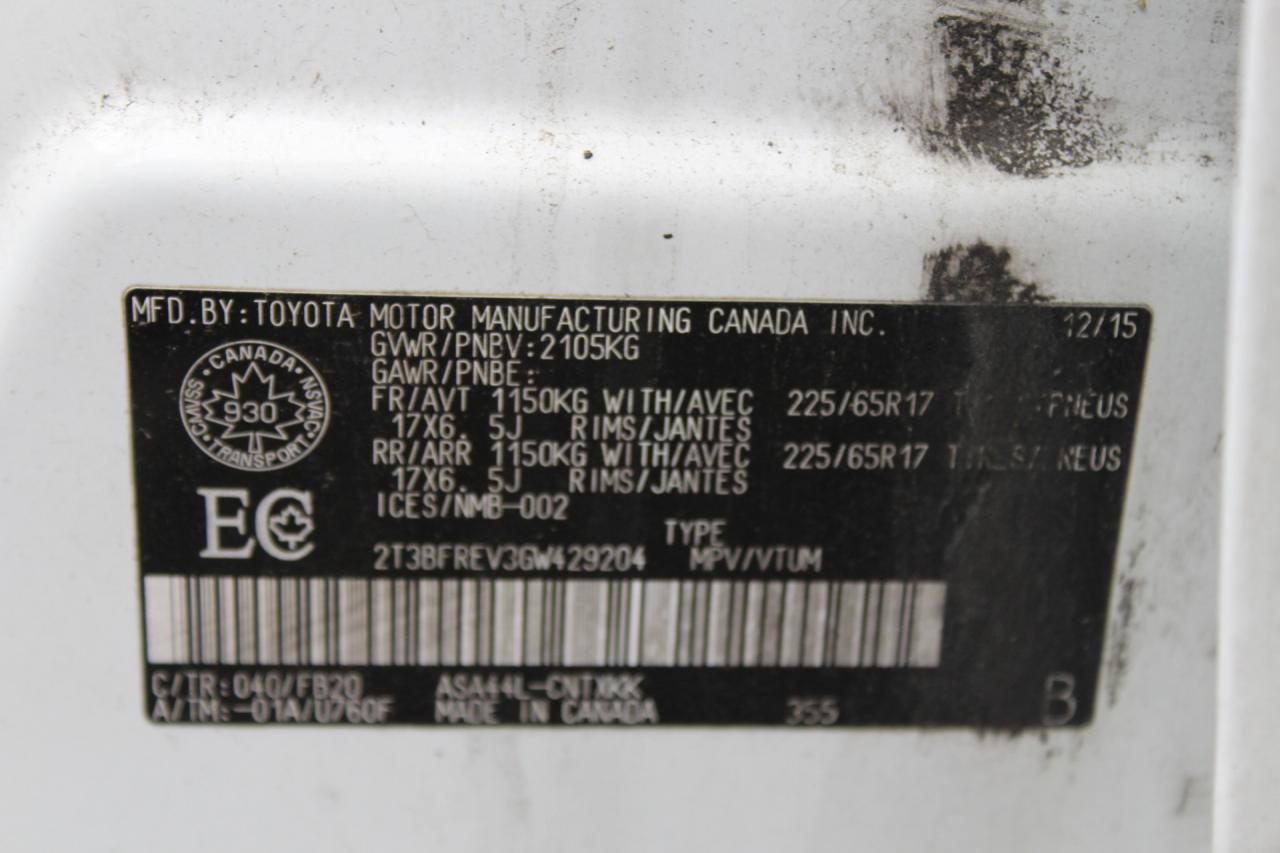 MFD.BY:TOYOTA MOTOR MANUFACTURING CANADA INC. 12/15
GVWR/PNBV:2105KG
GAWR/PNBE:
FR/AVT 1150KG WITH/AVEC 225/65R17
17X6. 5J RIMS/JANTES
RR/ARR 1150KG WITH/AVEC 225/65R17
17X6. 5J RIMS/JANTES
ICES/NMB-002
TYPE
2T3BFREV3GW429204 MPV/VTUM
CANADA
CMVSS 930 NSVAC
TRANSPORT
EC
C/TR:040/FB20 ASA44L-CNTXKK
A/TM:-01A/U760F MADE IN CANADA 355 B